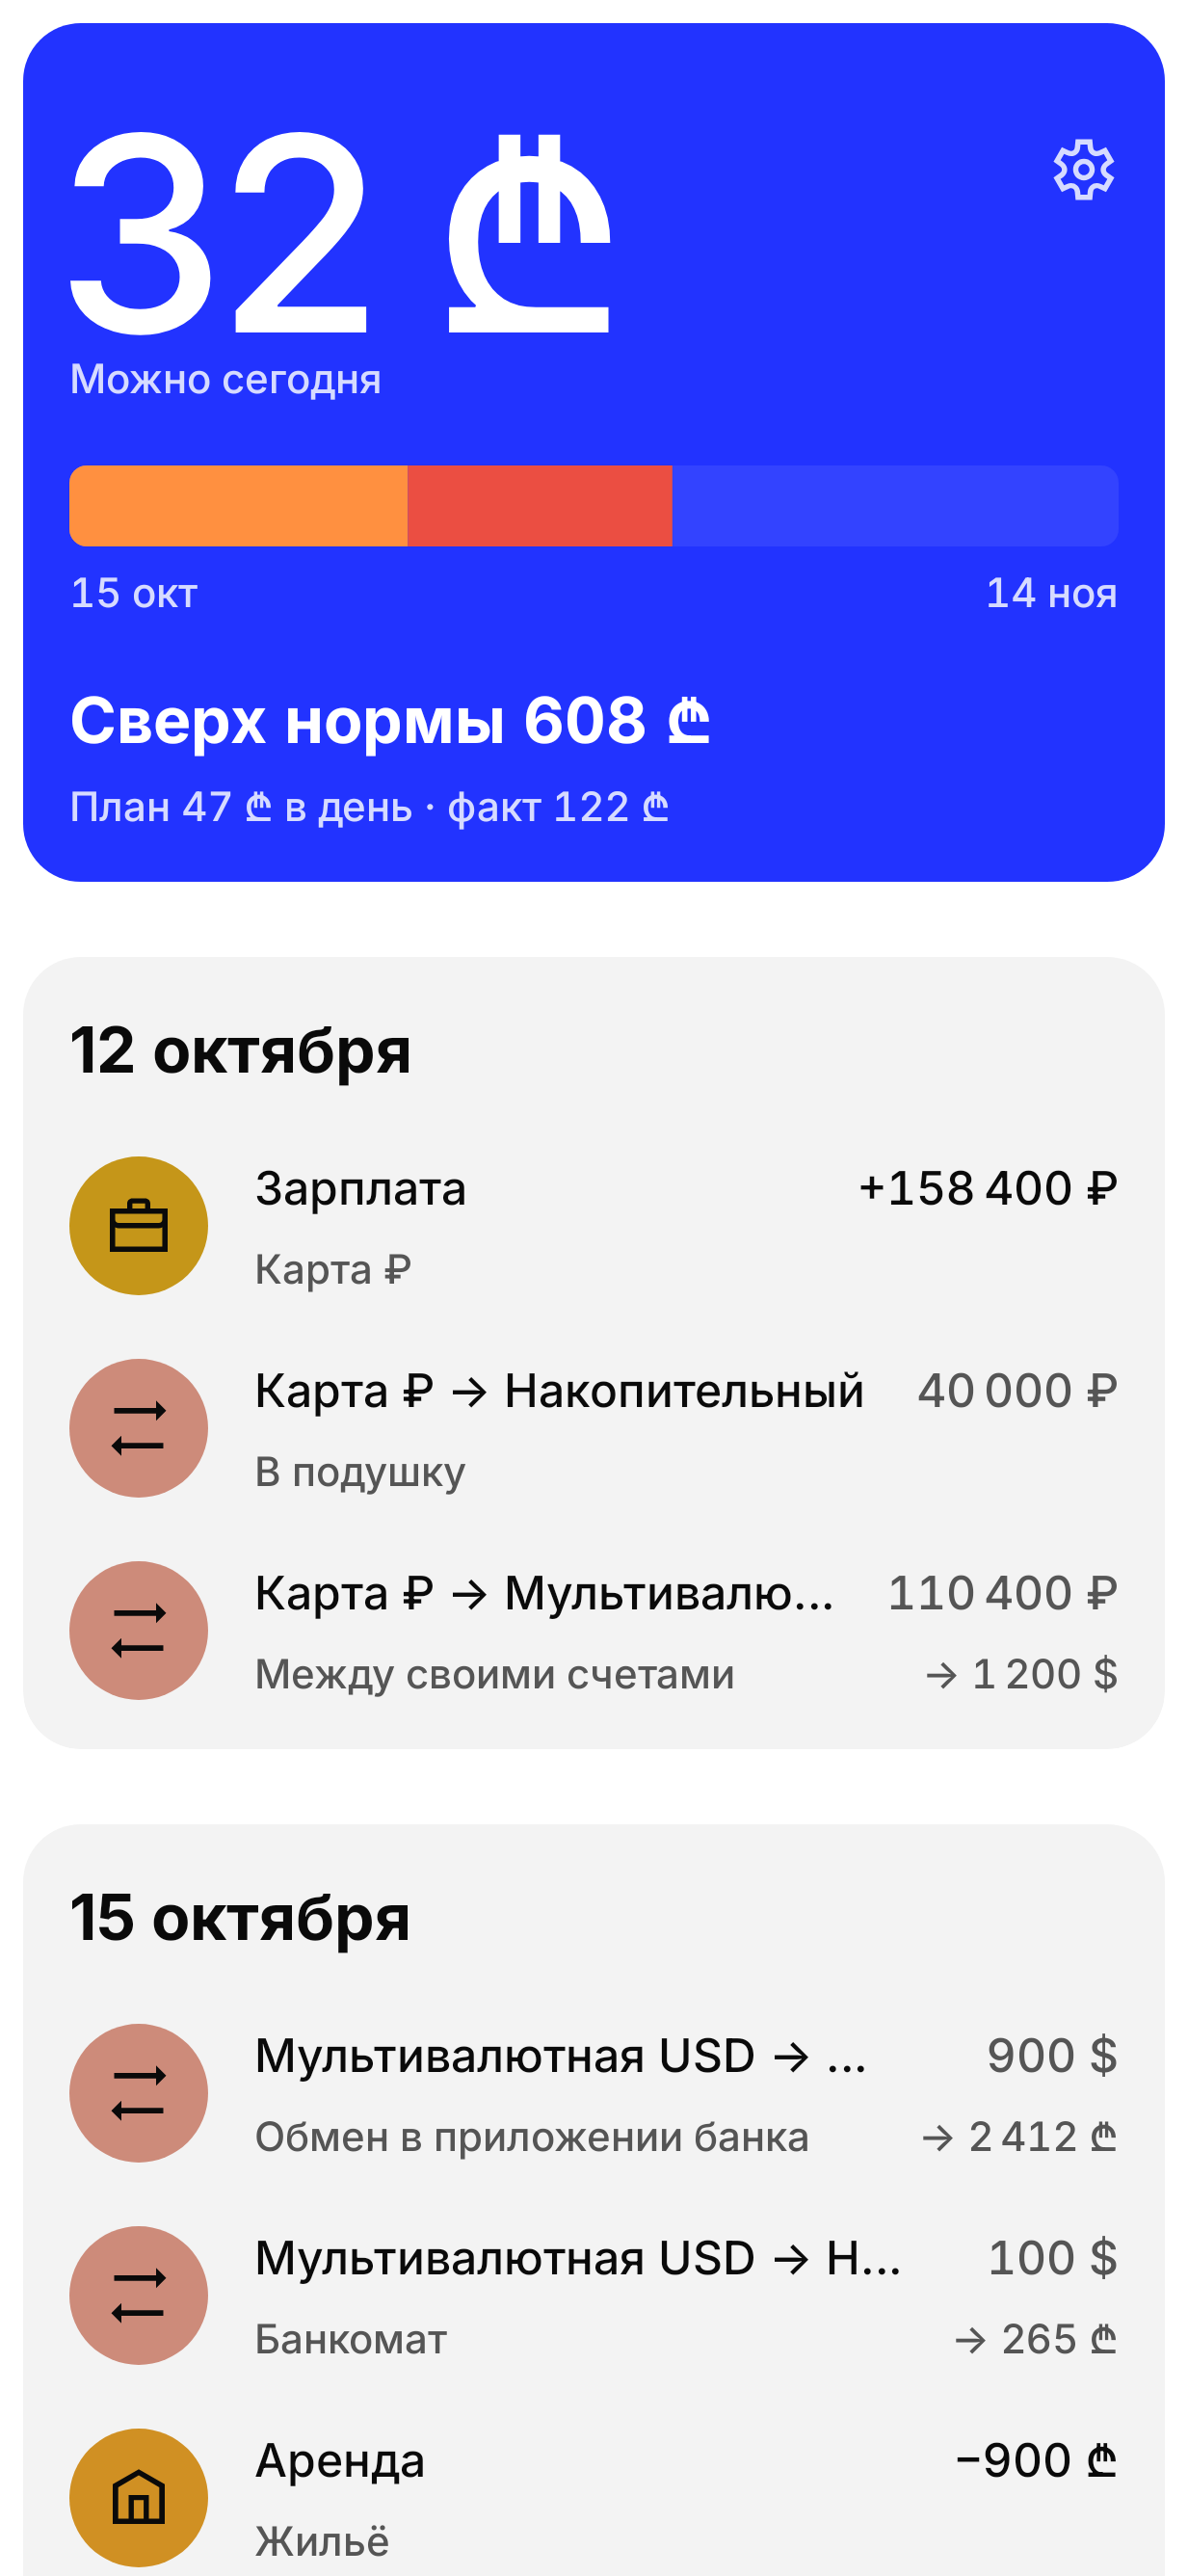 32 ₾
Можно сегодня
15 окт
14 ноя
Сверх нормы 608 ₾
План 47 ₾ в день · факт 122 ₾
12 октября
Зарплата
+158 400 ₽
Карта ₽
Карта ₽ → Накопительный
40 000 ₽
В подушку
Карта ₽ → Мультивалю...
110 400 ₽
Между своими счетами
→ 1 200 $
15 октября
Мультивалютная USD → ...
900 $
Обмен в приложении банка
→ 2 412 ₾
Мультивалютная USD → Н...
100 $
Банкомат
→ 265 ₾
Аренда
−900 ₾
Жильё